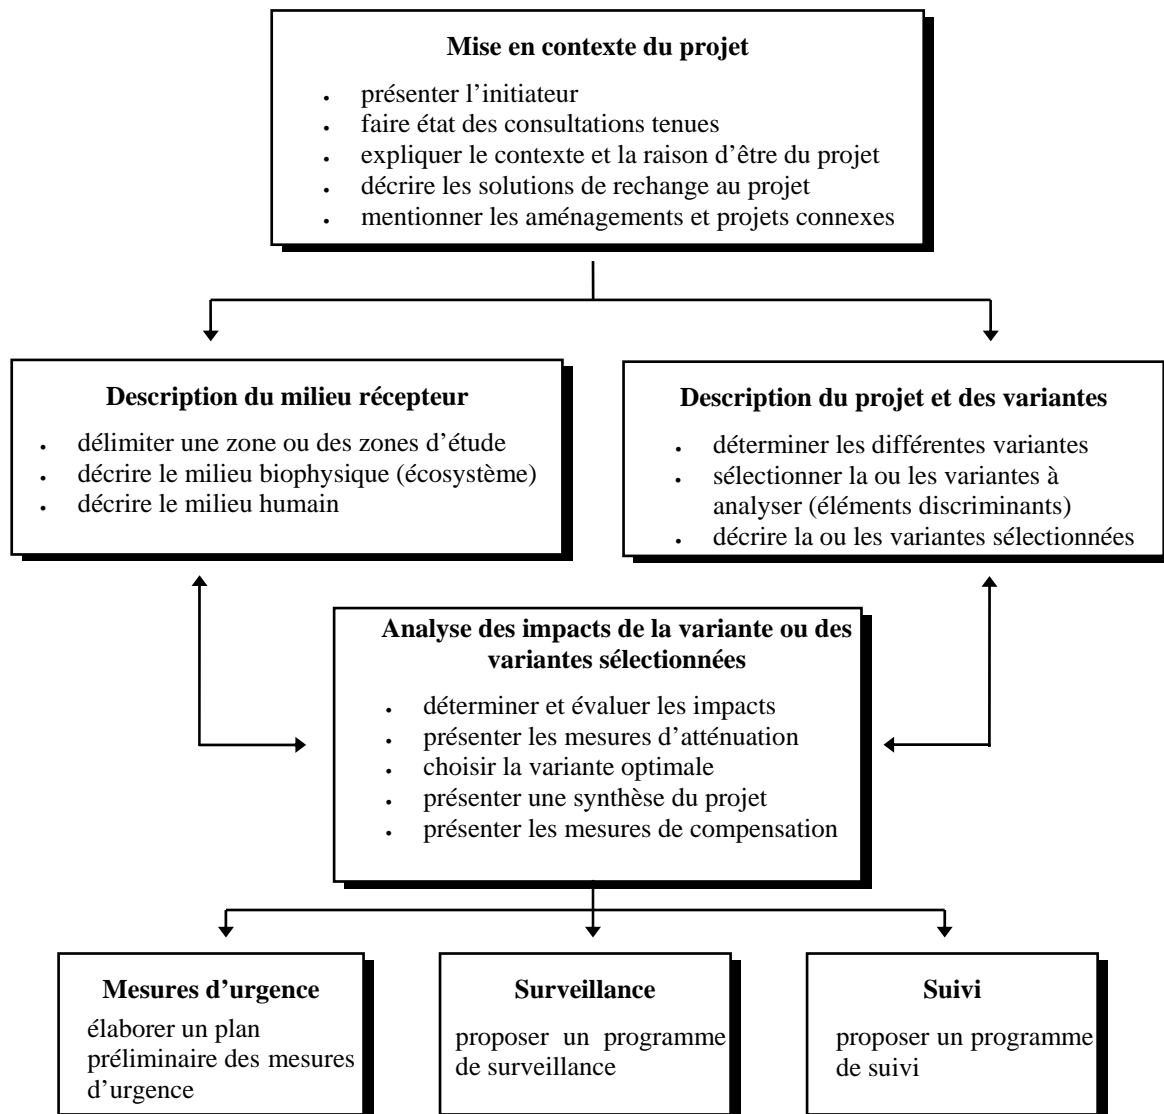 Mise en contexte du projet
• présenter l’initiateur
• faire état des consultations tenues
• expliquer le contexte et la raison d’être du projet
• décrire les solutions de rechange au projet
• mentionner les aménagements et projets connexes
Description du milieu récepteur
• délimiter une zone ou des zones d’étude
• décrire le milieu biophysique (écosystème)
• décrire le milieu humain
Description du projet et des variantes
• déterminer les différentes variantes
• sélectionner la ou les variantes à
analyser (éléments discriminants)
• décrire la ou les variantes sélectionnées
Analyse des impacts de la variante ou des
variantes sélectionnées
• déterminer et évaluer les impacts
• présenter les mesures d’atténuation
• choisir la variante optimale
• présenter une synthèse du projet
• présenter les mesures de compensation
Mesures d’urgence
élaborer un plan
préliminaire des mesures
d’urgence
Surveillance
proposer un programme
de surveillance
Suivi
proposer un programme
de suivi